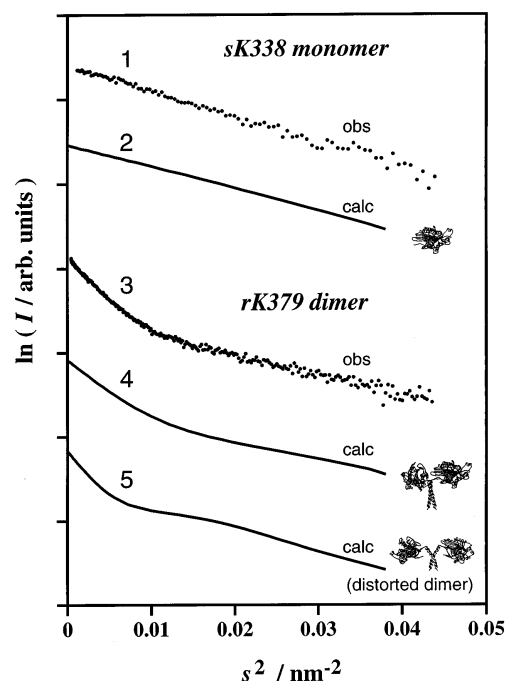 sK338 monomer
1
obs
2
calc
3
rK379 dimer
obs
4
calc
5
calc
(distorted dimer)
ln ( I / arb. units )
0 0.01 0.02 0.03 0.04 0.05
s² / nm⁻²